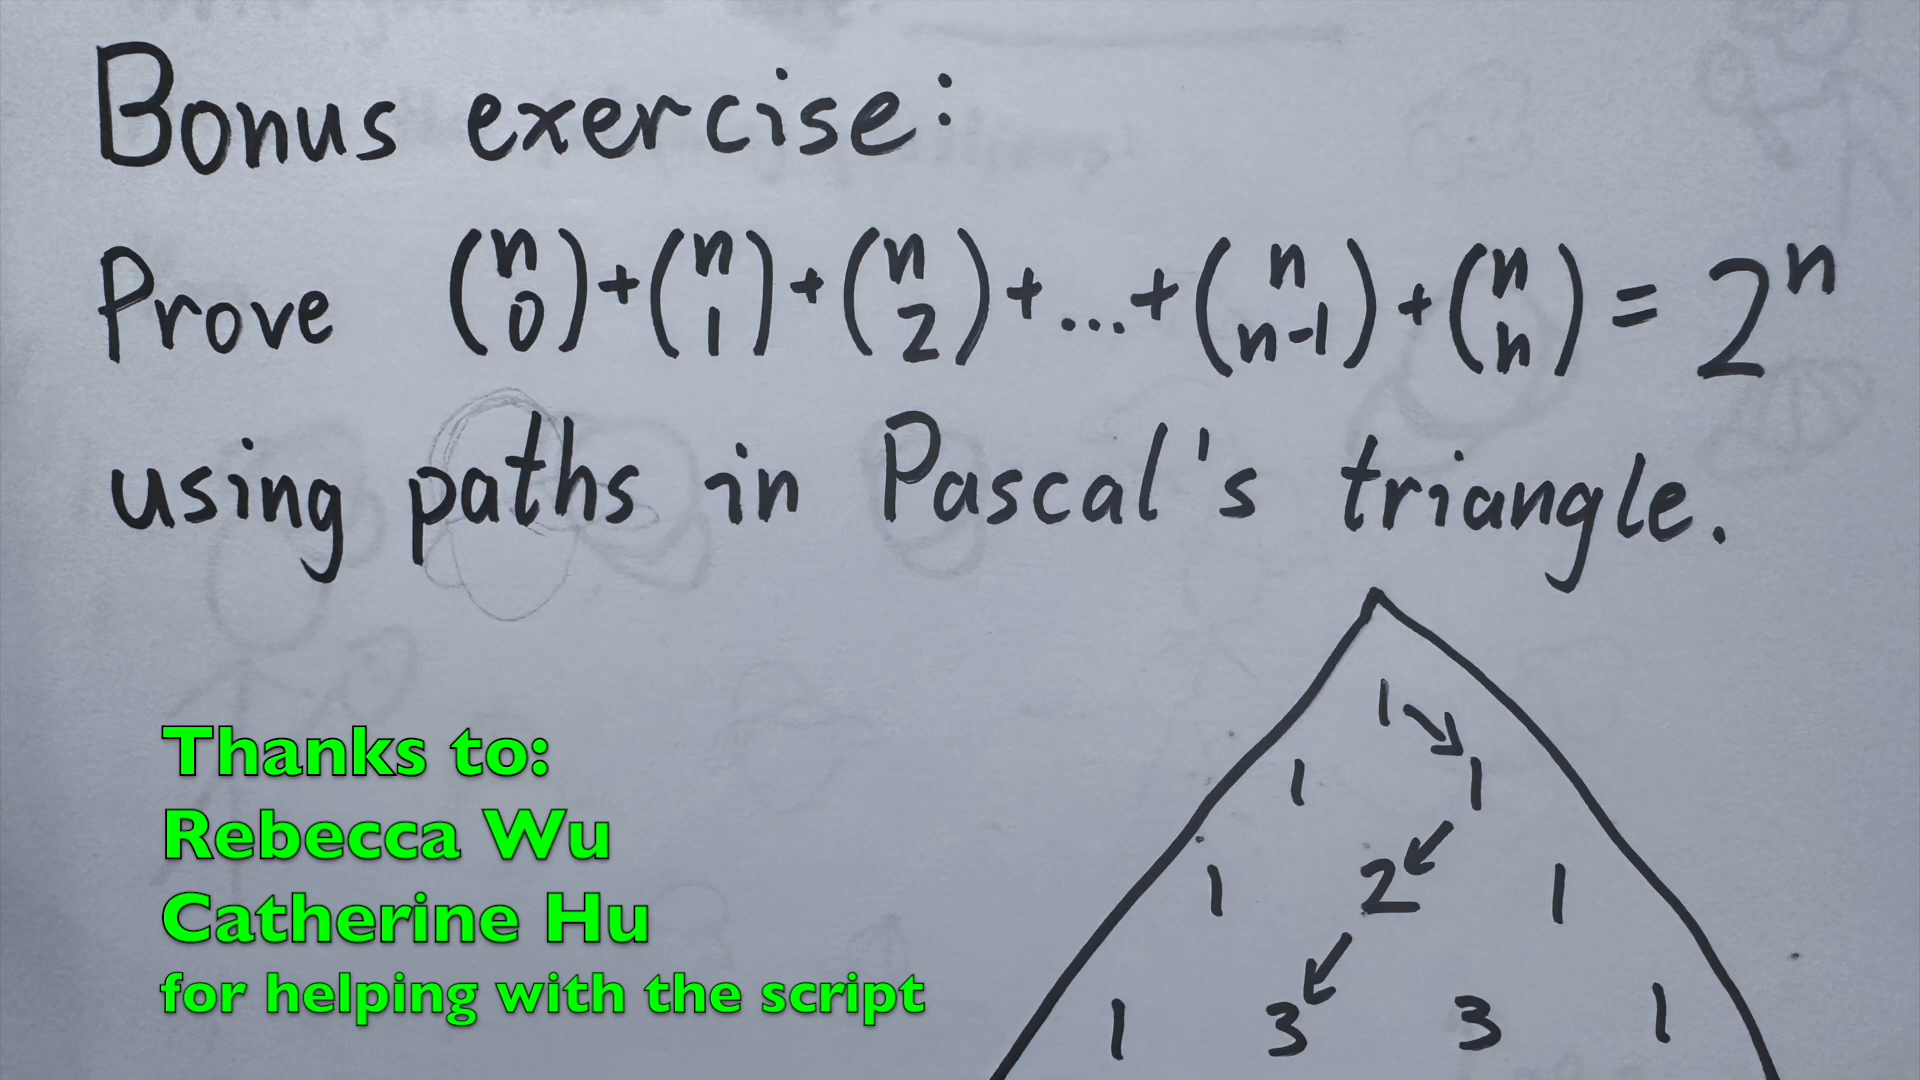 Bonus exercise:
Prove (n 0) + (n 1) + (n 2) + ... + (n n-1) + (n n) = 2^n
using paths in Pascal's triangle.
Thanks to:
Rebecca Wu
Catherine Hu
for helping with the script
1
1 1
1 2 1
1 3 3 1